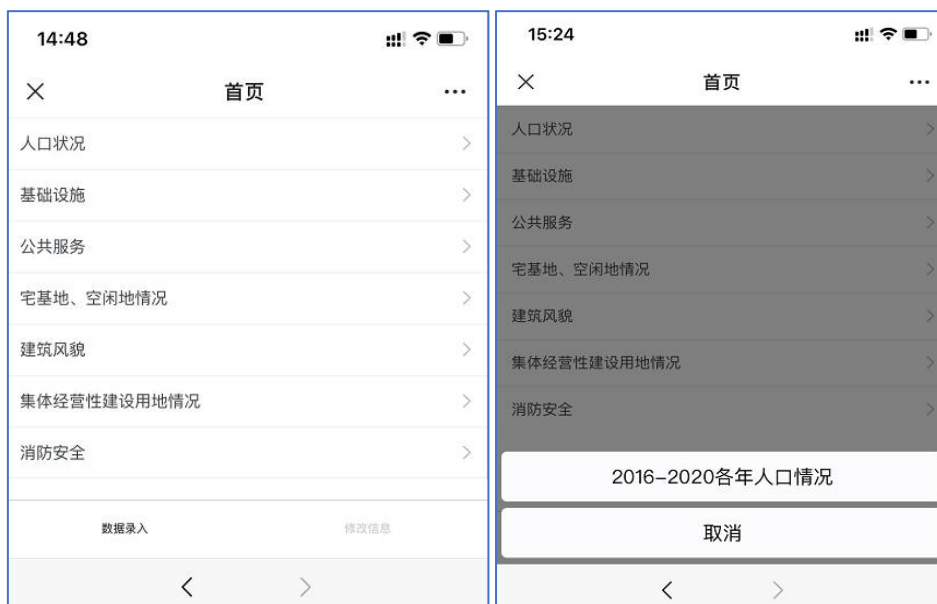 14:48
首页
人口状况
基础设施
公共服务
宅基地、空闲地情况
建筑风貌
集体经营性建设用地情况
消防安全
数据录入
修改信息
15:24
首页
人口状况
基础设施
公共服务
宅基地、空闲地情况
建筑风貌
集体经营性建设用地情况
消防安全
2016-2020各年人口情况
取消